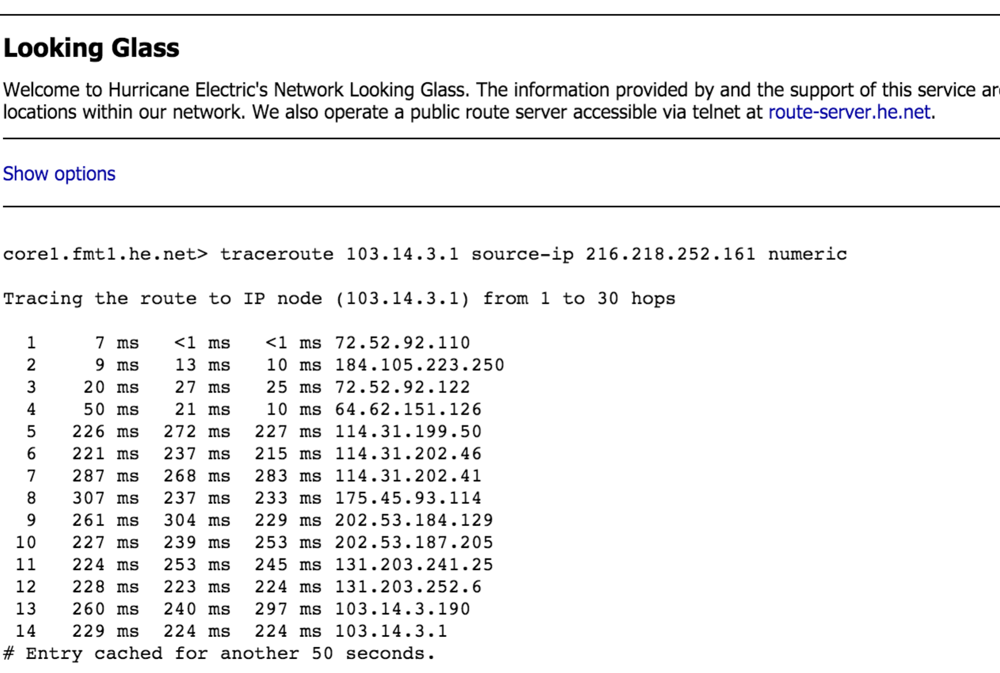 Looking Glass
Welcome to Hurricane Electric's Network Looking Glass. The information provided by and the support of this service
locations within our network. We also operate a public route server accessible via telnet at route-server.he.net.
Show options
core1.fmt1.he.net> traceroute 103.14.3.1 source-ip 216.218.252.161 numeric
Tracing the route to IP node (103.14.3.1) from 1 to 30 hops
1 7 ms <1 ms <1 ms 72.52.92.110
2 9 ms 13 ms 10 ms 184.105.223.250
3 20 ms 27 ms 25 ms 72.52.92.122
4 50 ms 21 ms 10 ms 64.62.151.126
5 226 ms 272 ms 227 ms 114.31.199.50
6 221 ms 237 ms 215 ms 114.31.202.46
7 287 ms 268 ms 283 ms 114.31.202.41
8 307 ms 237 ms 233 ms 175.45.93.114
9 261 ms 304 ms 229 ms 202.53.184.129
10 227 ms 239 ms 253 ms 202.53.187.205
11 224 ms 253 ms 245 ms 131.203.241.25
12 228 ms 223 ms 224 ms 131.203.252.6
13 260 ms 240 ms 297 ms 103.14.3.190
14 229 ms 224 ms 224 ms 103.14.3.1
# Entry cached for another 50 seconds.